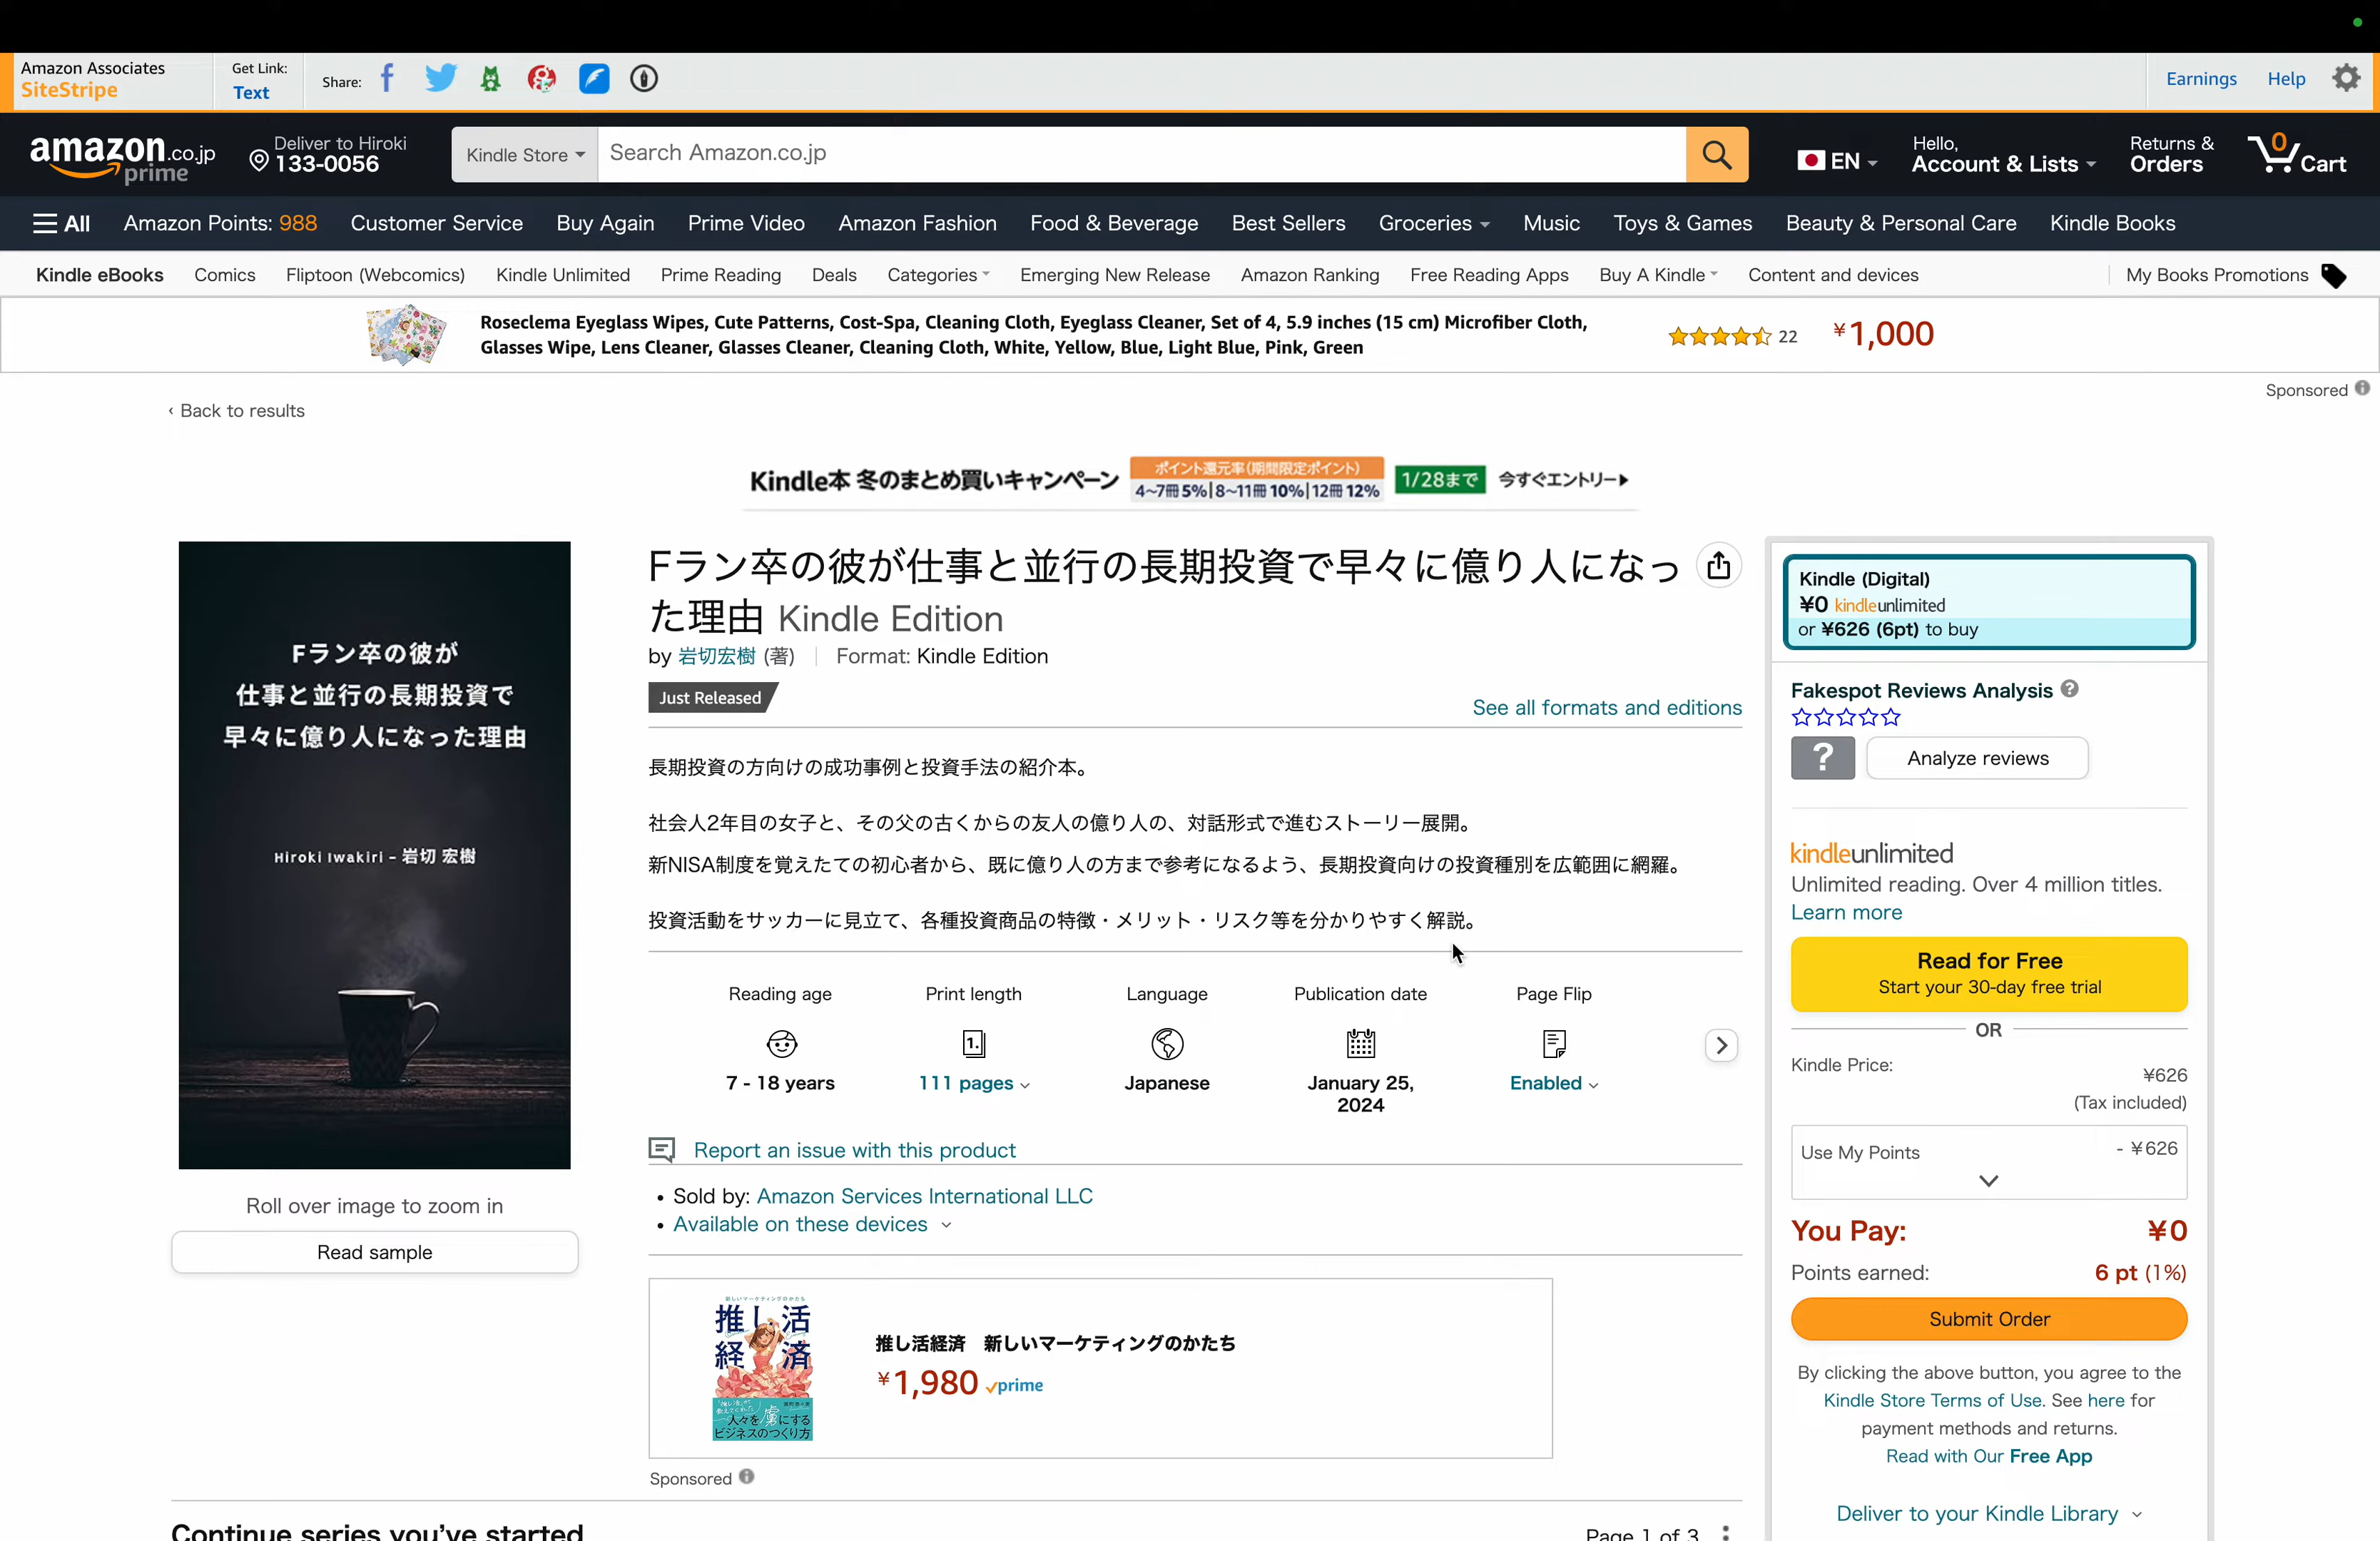 Amazon Associates
SiteStripe
Get Link:
Text
Share:
Earnings
Help
amazon.co.jp
prime
Deliver to Hiroki
133-0056
Kindle Store
Search Amazon.co.jp
EN
Hello,
Account & Lists
Returns &
Orders
0
Cart
All
Amazon Points: 988
Customer Service
Buy Again
Prime Video
Amazon Fashion
Food & Beverage
Best Sellers
Groceries
Music
Toys & Games
Beauty & Personal Care
Kindle Books
Kindle eBooks
Comics
Fliptoon (Webcomics)
Kindle Unlimited
Prime Reading
Deals
Categories
Emerging New Release
Amazon Ranking
Free Reading Apps
Buy A Kindle
Content and devices
My Books Promotions
Roseclema Eyeglass Wipes, Cute Patterns, Cost-Spa, Cleaning Cloth, Eyeglass Cleaner, Set of 4, 5.9 inches (15 cm) Microfiber Cloth,
Glasses Wipe, Lens Cleaner, Glasses Cleaner, Cleaning Cloth, White, Yellow, Blue, Light Blue, Pink, Green
22
¥1,000
Sponsored
‹ Back to results
Kindle本 冬のまとめ買いキャンペーン
ポイント還元率(期間限定ポイント)
4~7冊 5%|8~11冊 10%|12冊 12%
1/28まで
今すぐエントリー▶
Fラン卒の彼が
仕事と並行の長期投資で
早々に億り人になった理由
Hiroki Iwakiri – 岩切 宏樹
Roll over image to zoom in
Read sample
Fラン卒の彼が仕事と並行の長期投資で早々に億り人になっ
た理由 Kindle Edition
by 岩切宏樹 (著)
Format: Kindle Edition
Just Released
See all formats and editions
長期投資の方向けの成功事例と投資手法の紹介本。
社会人2年目の女子と、その父の古くからの友人の億り人の、対話形式で進むストーリー展開。
新NISA制度を覚えたての初心者から、既に億り人の方まで参考になるよう、長期投資向けの投資種別を広範囲に網羅。
投資活動をサッカーに見立て、各種投資商品の特徴・メリット・リスク等を分かりやすく解説。
Reading age
7 - 18 years
Print length
1.
111 pages
Language
Japanese
Publication date
January 25,
2024
Page Flip
Enabled
Report an issue with this product
• Sold by: Amazon Services International LLC
• Available on these devices
推し活
経済
人々を虜にする
ビジネスのつくり方
推し活経済　新しいマーケティングのかたち
¥1,980 prime
Sponsored
Continue series you've started
Page 1 of 3
Kindle (Digital)
¥0 kindleunlimited
or ¥626 (6pt) to buy
Fakespot Reviews Analysis
?
Analyze reviews
kindleunlimited
Unlimited reading. Over 4 million titles.
Learn more
Read for Free
Start your 30-day free trial
OR
Kindle Price:
¥626
(Tax included)
Use My Points
- ¥626
You Pay:
¥0
Points earned:
6 pt (1%)
Submit Order
By clicking the above button, you agree to the
Kindle Store Terms of Use. See here for
payment methods and returns.
Read with Our Free App
Deliver to your Kindle Library